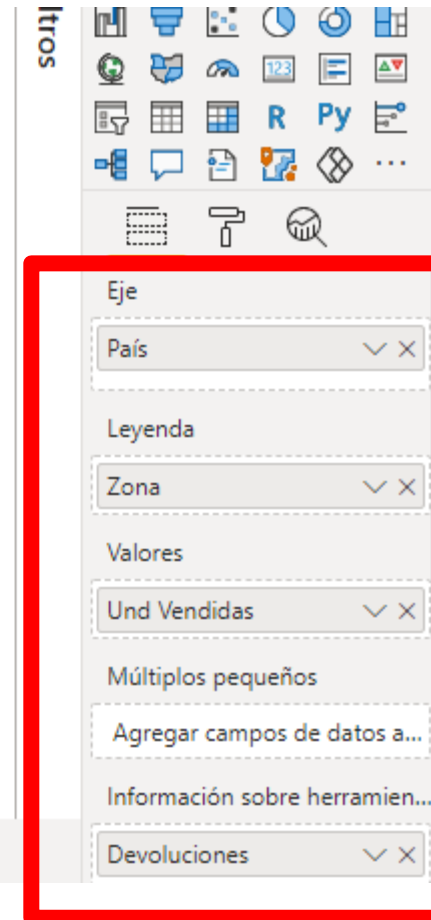 ltros
123
R Py
Eje
País
Leyenda
Zona
Valores
Und Vendidas
Múltiplos pequeños
Agregar campos de datos a...
Información sobre herramien...
Devoluciones